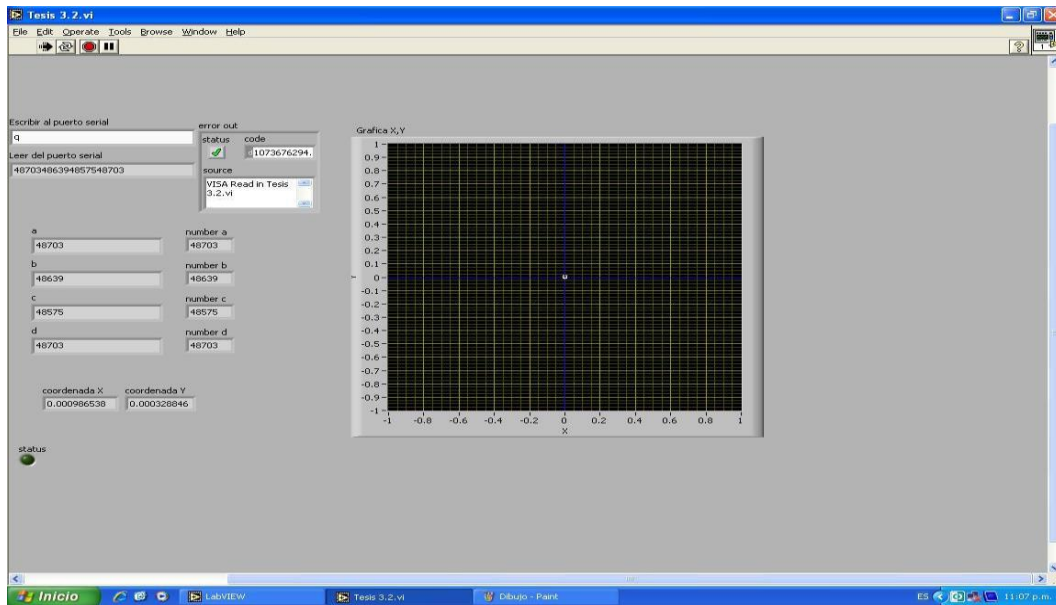 Tesis 3.2.vi
File Edit Operate Tools Browse Window Help
Escribir al puerto serial
q
Leer del puerto serial
48703486394857548703
error out
status code
1073676294.
source
VISA Read in Tesis
3.2.vi
a
48703
number a
48703
b
48639
number b
48639
c
48575
number c
48575
d
48703
number d
48703
coordenada X
0.000986538
coordenada Y
0.000328846
status
Grafica X,Y
1
0.9
0.8
0.7
0.6
0.5
0.4
0.3
0.2
0.1
0
-0.1
-0.2
-0.3
-0.4
-0.5
-0.6
-0.7
-0.8
-0.9
-1
-1 -0.8 -0.6 -0.4 -0.2 0 0.2 0.4 0.6 0.8 1
X
Inicio LabVIEW Tesis 3.2.vi Dibujo - Paint ES 11:07 p.m.